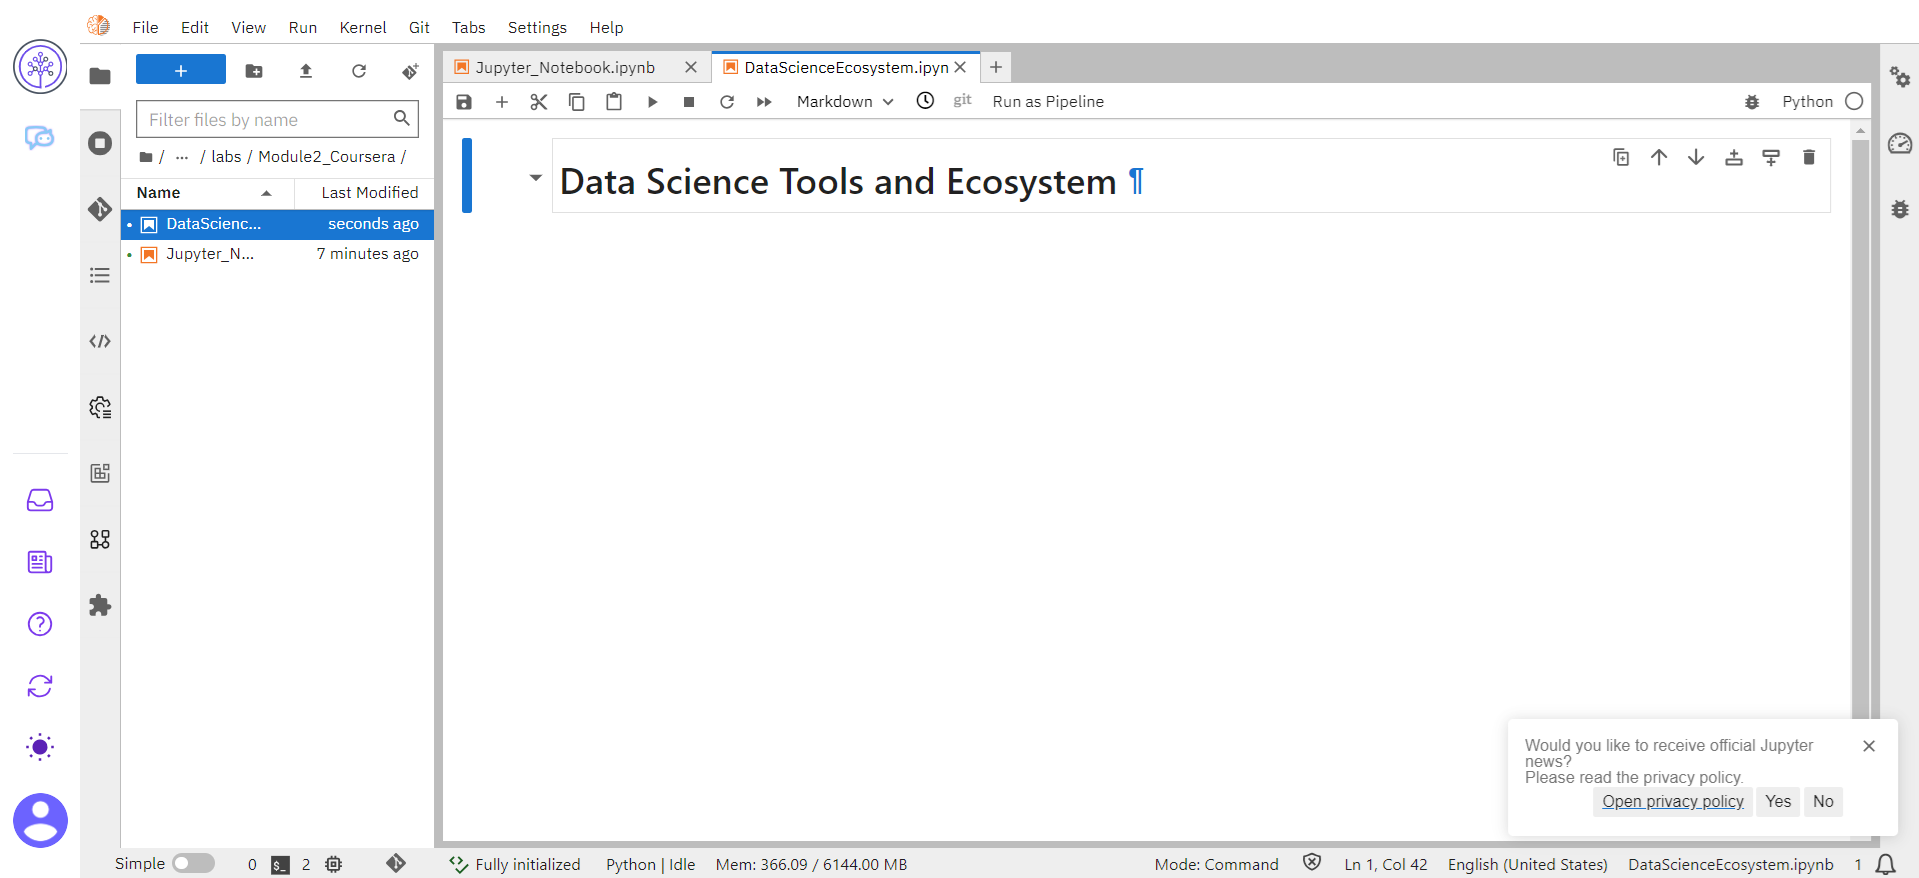 File Edit View Run Kernel Git Tabs Settings Help
Filter files by name
/ ... / labs / Module2_Coursera /
Name Last Modified
DataScienc... seconds ago
Jupyter_N... 7 minutes ago
Jupyter_Notebook.ipynb
DataScienceEcosystem.ipyn
Markdown git Run as Pipeline Python
Data Science Tools and Ecosystem ¶
Would you like to receive official Jupyter
news?
Please read the privacy policy.
Open privacy policy Yes No
Simple 0 $_ 2 Fully initialized Python | Idle Mem: 366.09 / 6144.00 MB Mode: Command Ln 1, Col 42 English (United States) DataScienceEcosystem.ipynb 1